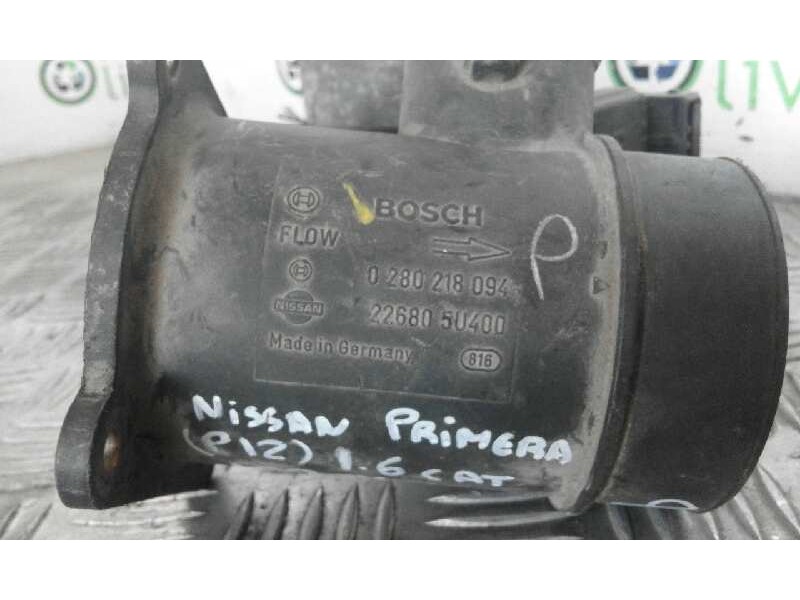 BOSCH
FLOW
0 280 218 094
NISSAN
22680 5U400
Made in Germany
816
P
NiSSAN PRiMERA
(P12) 1.6 CAT